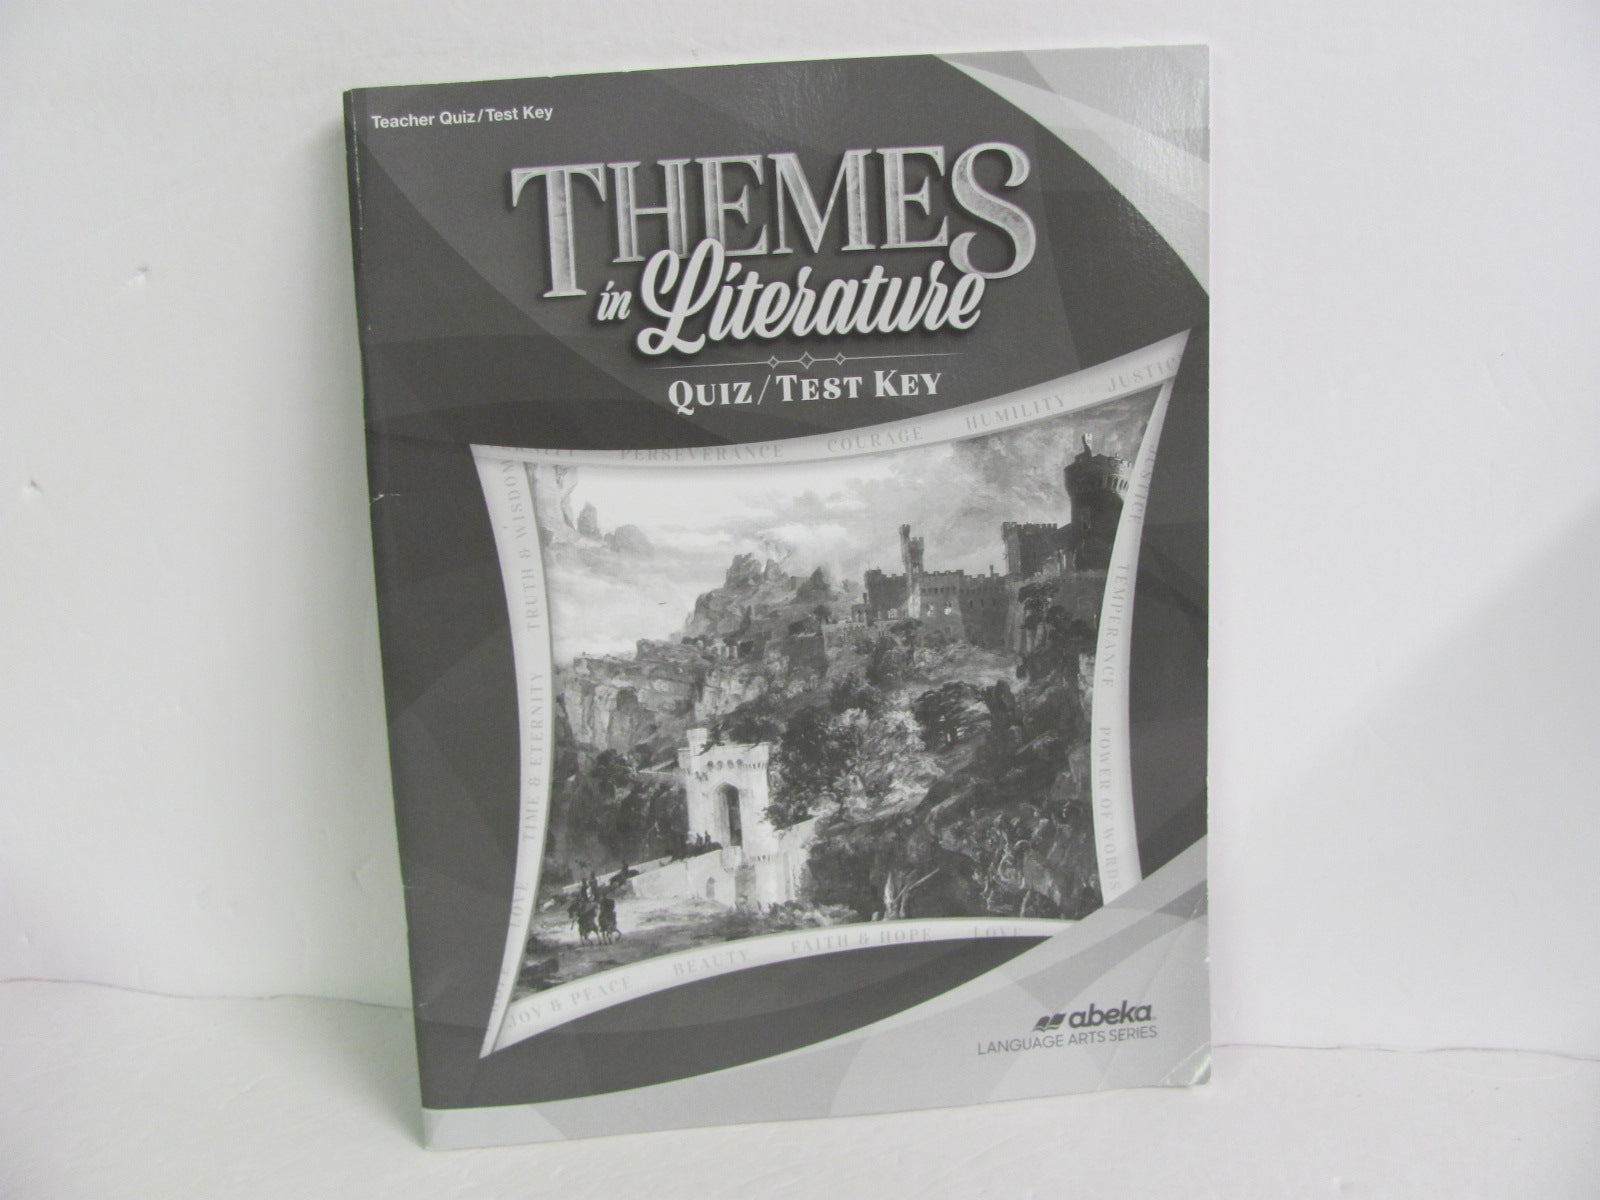 Teacher Quiz/Test Key
THEMES
in Literature
QUIZ/TEST KEY
PERSEVERANCE COURAGE HUMILITY JUSTIC
TRUTH & WISDOM
TIME & ETERNITY
LOVE
JUSTICE
TEMPERANCE
POWER OF WORDS
JOY & PEACE BEAUTY FAITH & HOPE LOVE
abeka
LANGUAGE ARTS SERIES